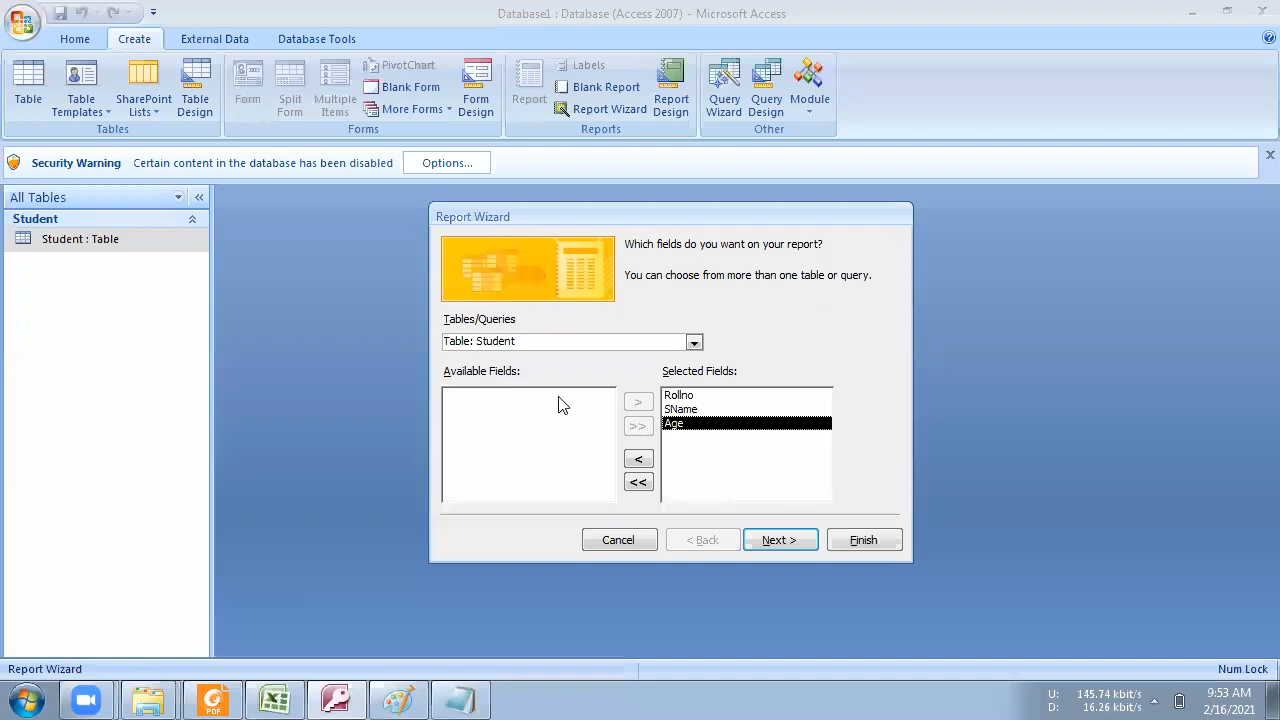 Database1 : Database (Access 2007) - Microsoft Access
Home
Create
External Data
Database Tools
Table
Table Templates
SharePoint Lists
Table Design
Tables
Form
Split Form
Multiple Items
PivotChart
Blank Form
More Forms
Form Design
Forms
Report
Labels
Blank Report
Report Wizard
Report Design
Reports
Query Wizard
Query Design
Module
Other
Security Warning Certain content in the database has been disabled
Options...
All Tables
Student
Student : Table
Report Wizard
Which fields do you want on your report?
You can choose from more than one table or query.
Tables/Queries
Table: Student
Available Fields:
Selected Fields:
Rollno
SName
Age
>
>>
<
<<
Cancel
< Back
Next >
Finish
Report Wizard
Num Lock
PDF
U: 145.74 kbit/s
D: 16.26 kbit/s
9:53 AM
2/16/2021